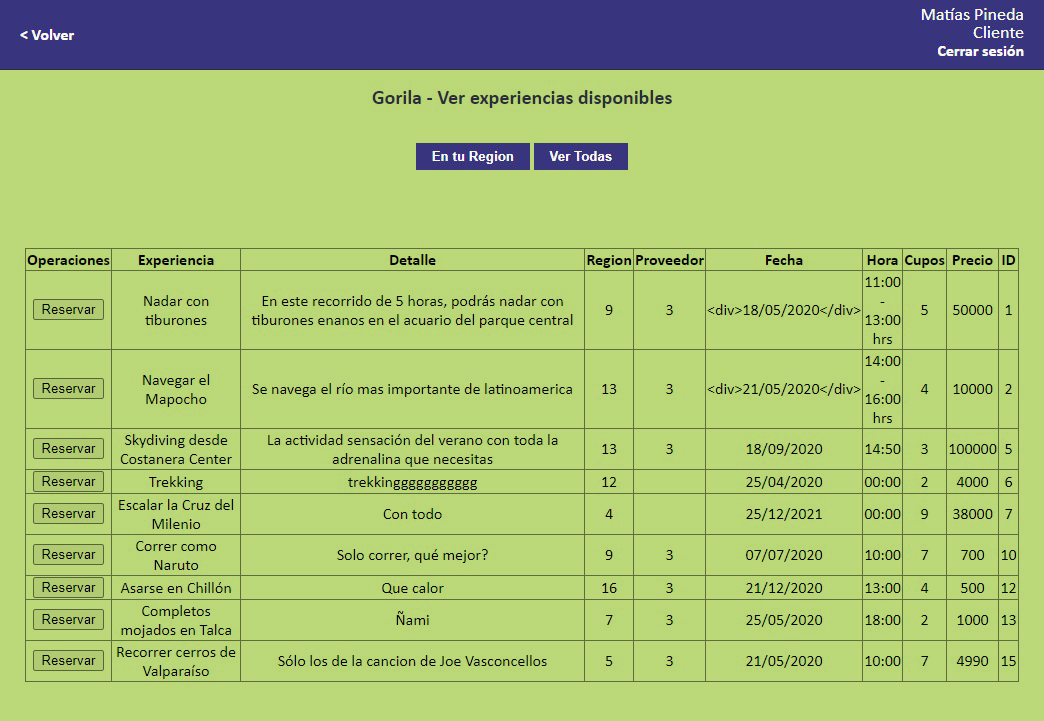 < Volver
Matías Pineda
Cliente
Cerrar sesión
Gorila - Ver experiencias disponibles
En tu Region Ver Todas
Operaciones Experiencia Detalle Region Proveedor Fecha Hora Cupos Precio ID
Reservar Nadar con tiburones En este recorrido de 5 horas, podrás nadar con tiburones enanos en el acuario del parque central 9 3 <div>18/05/2020</div> 11:00 - 13:00 hrs 5 50000 1
Reservar Navegar el Mapocho Se navega el río mas importante de latinoamerica 13 3 <div>21/05/2020</div> 14:00 - 16:00 hrs 4 10000 2
Reservar Skydiving desde Costanera Center La actividad sensación del verano con toda la adrenalina que necesitas 13 3 18/09/2020 14:50 3 100000 5
Reservar Trekking trekkinggggggggggg 12 25/04/2020 00:00 2 4000 6
Reservar Escalar la Cruz del Milenio Con todo 4 25/12/2021 00:00 9 38000 7
Reservar Correr como Naruto Solo correr, qué mejor? 9 3 07/07/2020 10:00 7 700 10
Reservar Asarse en Chillón Que calor 16 3 21/12/2020 13:00 4 500 12
Reservar Completos mojados en Talca Ñami 7 3 25/05/2020 18:00 2 1000 13
Reservar Recorrer cerros de Valparaíso Sólo los de la cancion de Joe Vasconcellos 5 3 21/05/2020 10:00 7 4990 15